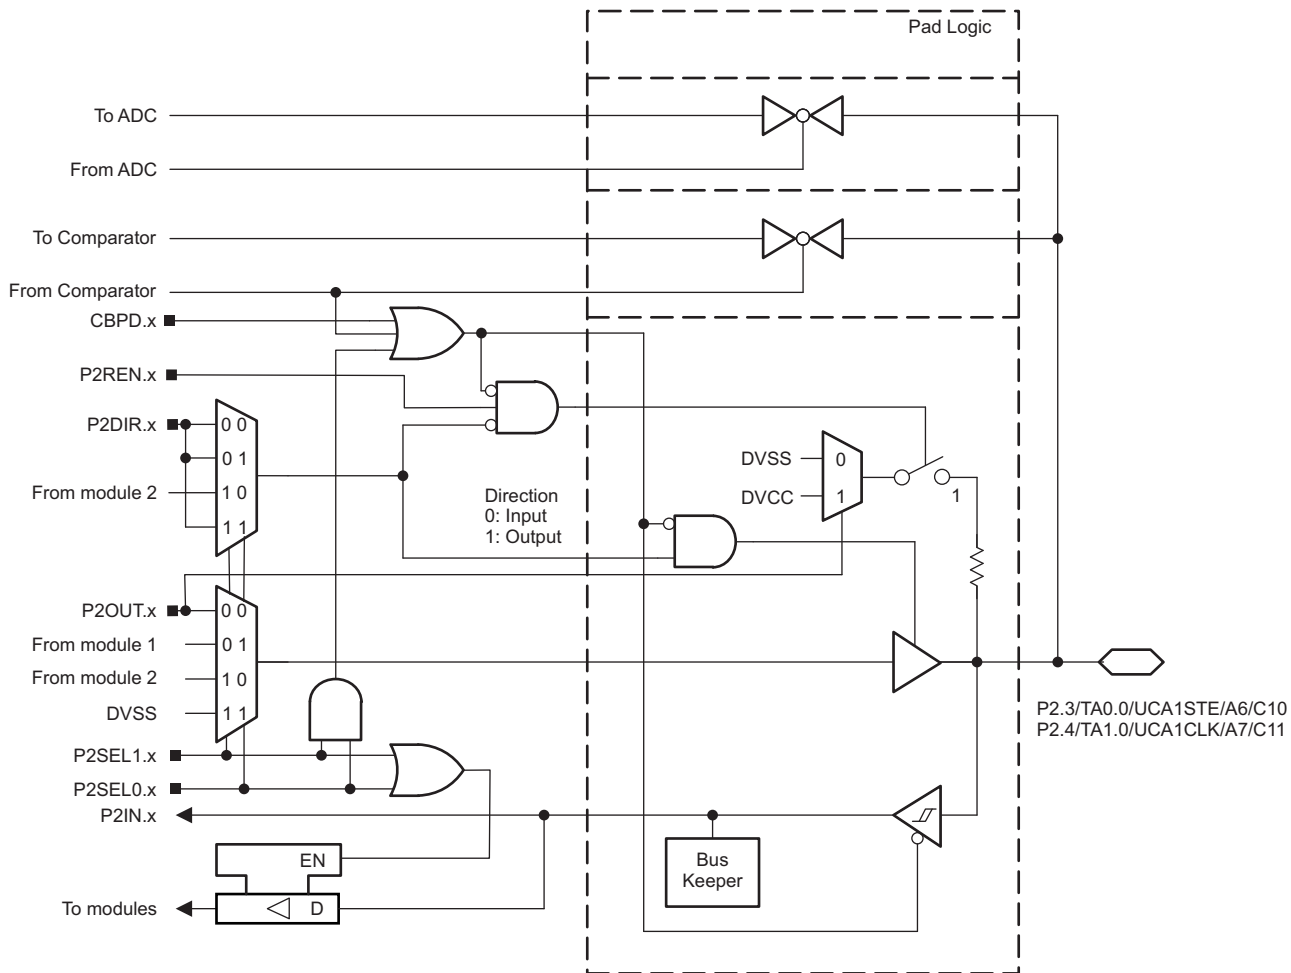 Pad Logic
To ADC
From ADC
To Comparator
From Comparator
CBPD.x
P2REN.x
P2DIR.x
0 0
0 1
From module 2
1 0
1 1
Direction
0: Input
1: Output
DVSS
0
DVCC
1
1
P2OUT.x
0 0
From module 1
0 1
From module 2
1 0
DVSS
1 1
P2.3/TA0.0/UCA1STE/A6/C10
P2.4/TA1.0/UCA1CLK/A7/C11
P2SEL1.x
P2SEL0.x
P2IN.x
Bus
Keeper
EN
To modules
D